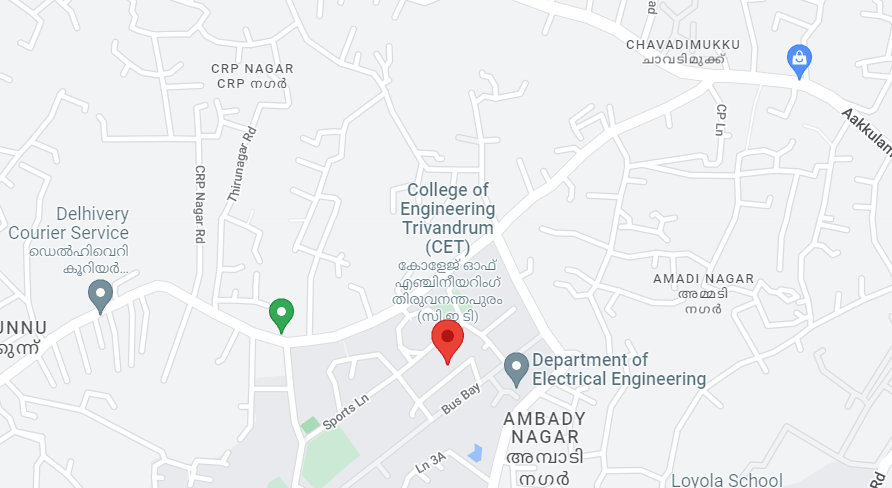 CHAVADIMUKKU
ചാവടിമുക്ക്
CRP NAGAR
CRP നഗർ
CP Ln
Aakkulam
Thirunagar Rd
CRP Nagar Rd
College of
Engineering
Trivandrum
(CET)
കോളേജ് ഓഫ്
എഞ്ചിനീയറിംഗ്
തിരുവനന്തപുരം
(സി.ഇ.ടി)
Delhivery
Courier Service
ഡെൽഹിവെറി
കൂറിയർ...
AMADI NAGAR
അമ്മടി
നഗർ
UNNU
കുന്ന്
Department of
Electrical Engineering
Sports Ln
Bus Bay
AMBADY
NAGAR
അമ്പാടി
നഗർ
Ln 3A
Loyola School
Rd